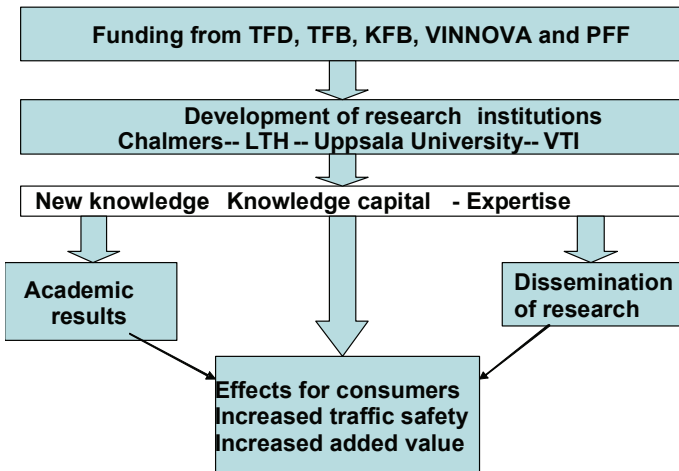 Funding from TFD, TFB, KFB, VINNOVA and PFF
Development of research institutions
Chalmers-- LTH -- Uppsala University-- VTI
New knowledge Knowledge capital - Expertise
Academic
results
Dissemination
of research
Effects for consumers
Increased traffic safety
Increased added value